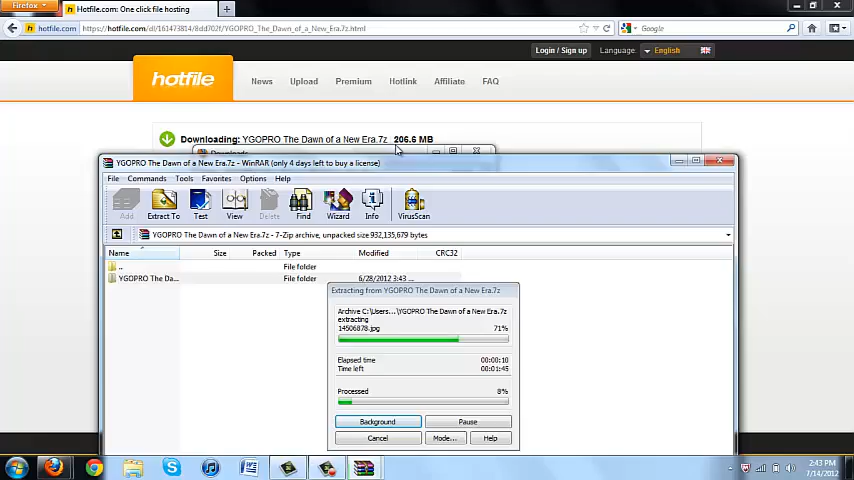 Firefox
Hotfile.com: One click file hosting
hotfile.com
https://hotfile.com/dl/161473814/8dd702f/YGOPRO_The_Dawn_of_a_New_Era.7z.html
Google
Login / Sign up
Language:
English
hotfile
News
Upload
Premium
Hotlink
Affiliate
FAQ
Downloading: YGOPRO The Dawn of a New Era.7z 206.6 MB
YGOPRO The Dawn of a New Era.7z - WinRAR (only 4 days left to buy a license)
File Commands Tools Favorites Options Help
Add Extract To Test View Delete Find Wizard Info VirusScan
YGOPRO The Dawn of a New Era.7z - 7-Zip archive, unpacked size 932,135,679 bytes
Name Size Packed Type Modified CRC32
.. File folder
YGOPRO The Da... File folder 6/28/2012 3:43 ...
Extracting from YGOPRO The Dawn of a New Era.7z
Archive C:\Users...\YGOPRO The Dawn of a New Era.7z
extracting
14506878.jpg 71%
Elapsed time 00:00:10
Time left 00:01:45
Processed 8%
Background Pause
Cancel Mode... Help
2:43 PM
7/14/2012